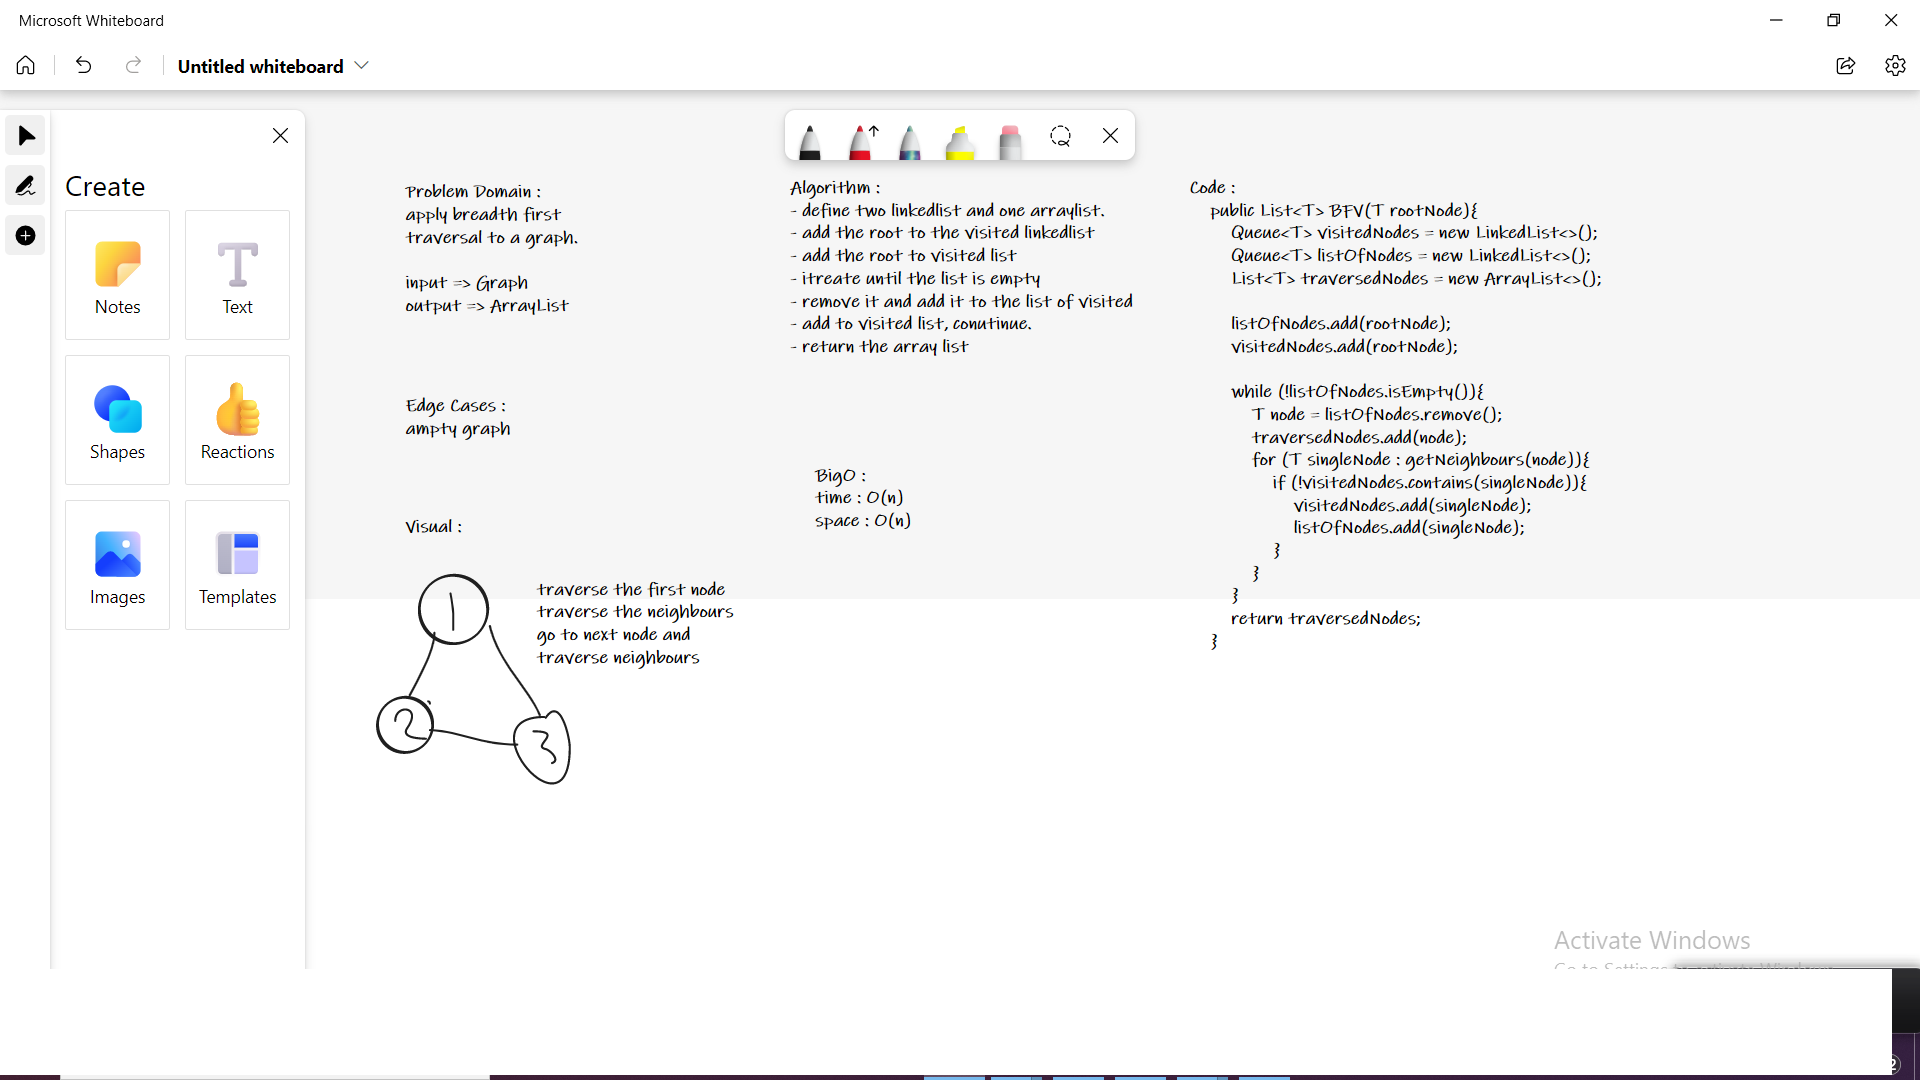 Microsoft Whiteboard
Untitled whiteboard
Create
Notes
Text
Shapes
Reactions
Images
Templates
Problem Domain :
apply breadth first
traversal to a graph.
input => Graph
output => ArrayList
Edge Cases :
ampty graph
Visual :
1
2
3
traverse the first node
traverse the neighbours
go to next node and
traverse neighbours
Algorithm :
- define two linkedlist and one arraylist.
- add the root to the visited linkedlist
- add the root to visited list
- itreate until the list is empty
- remove it and add it to the list of visited
- add to visited list, conutinue.
- return the array list
BigO :
time : O(n)
space : O(n)
Code :
public List<T> BFV(T rootNode){
Queue<T> visitedNodes = new LinkedList<>();
Queue<T> listOfNodes = new LinkedList<>();
List<T> traversedNodes = new ArrayList<>();
listOfNodes.add(rootNode);
visitedNodes.add(rootNode);
while (!listOfNodes.isEmpty()){
T node = listOfNodes.remove();
traversedNodes.add(node);
for (T singleNode : getNeighbours(node)){
if (!visitedNodes.contains(singleNode)){
visitedNodes.add(singleNode);
listOfNodes.add(singleNode);
}
}
}
return traversedNodes;
}
Activate Windows